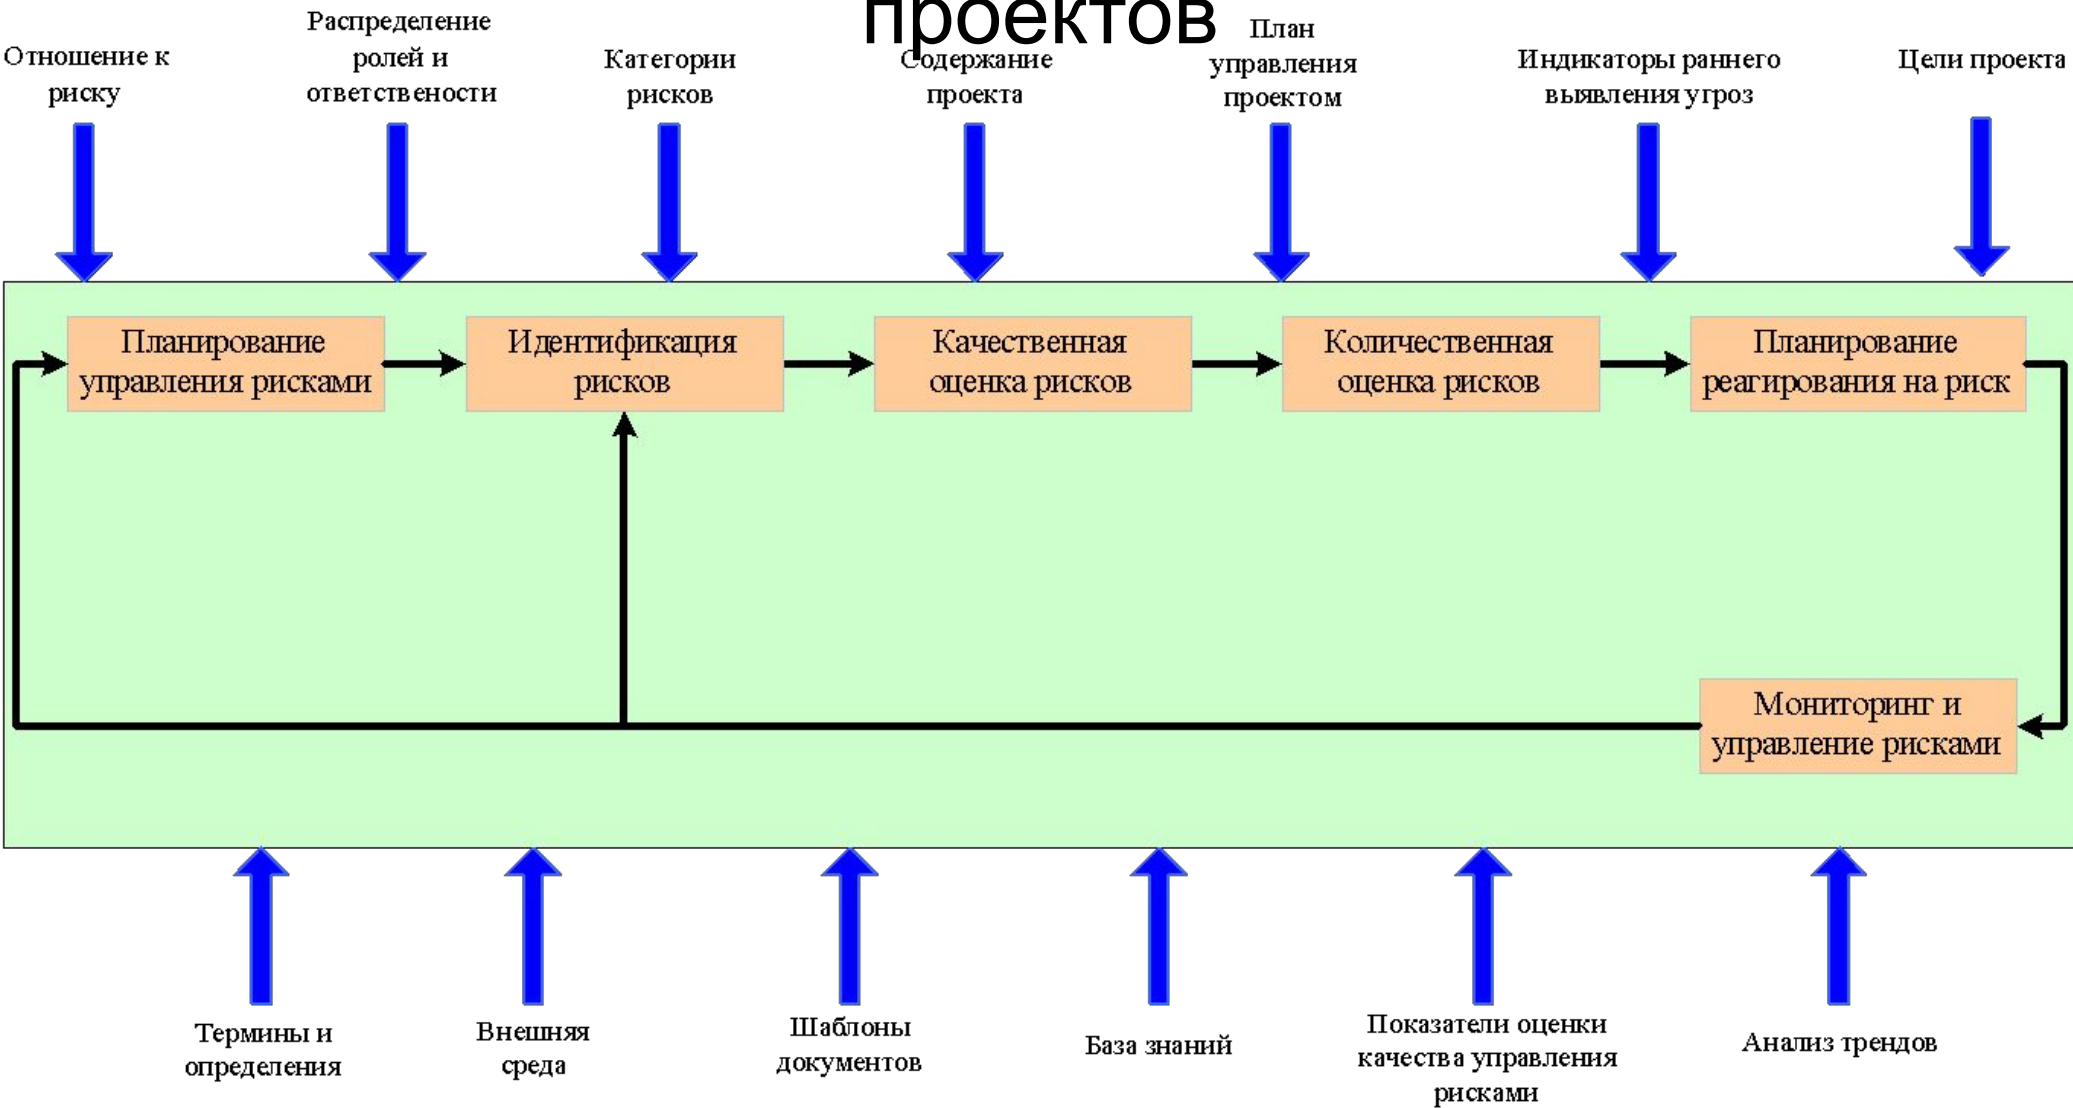 проектов
Отношение к
риску
Распределение
ролей и
ответствености
Категории
рисков
Содержание
проекта
План
управления
проектом
Индикаторы раннего
выявления угроз
Цели проекта
Планирование
управления рисками
Идентификация
рисков
Качественная
оценка рисков
Количественная
оценка рисков
Планирование
реагирования на риск
Мониторинг и
управление рисками
Термины и
определения
Внешняя
среда
Шаблоны
документов
База знаний
Показатели оценки
качества управления
рисками
Анализ трендов